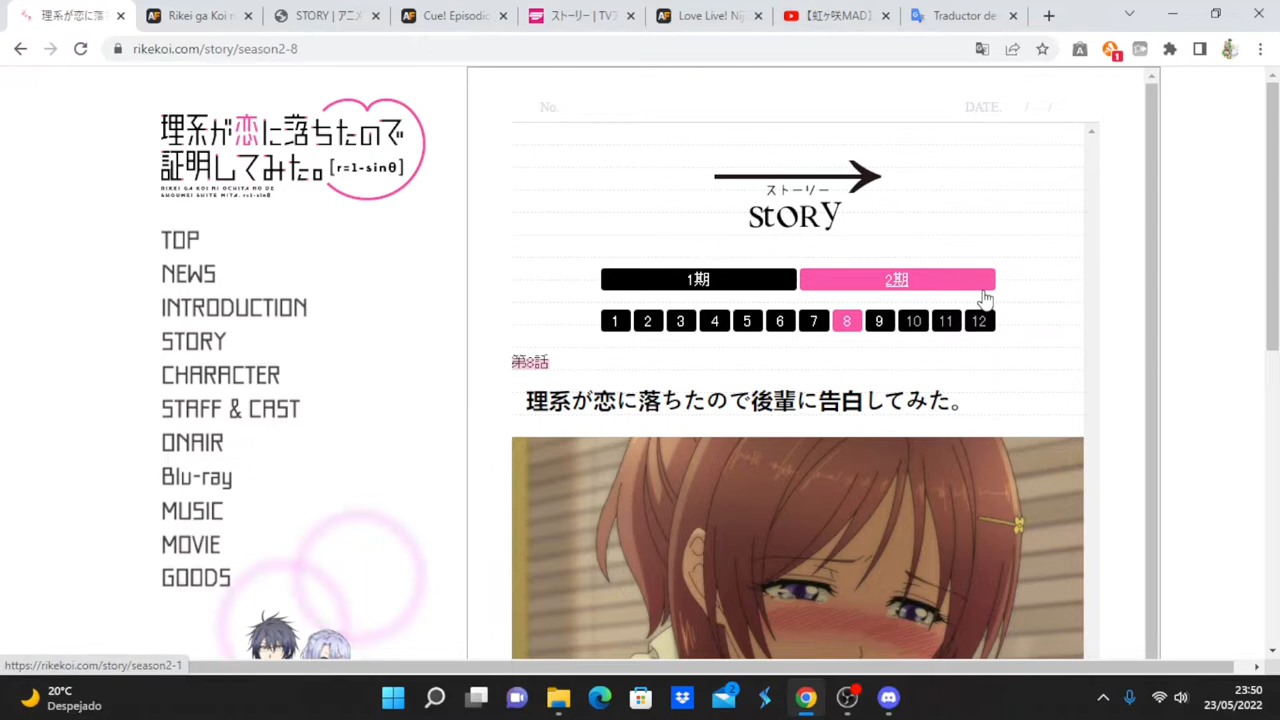 理系が恋に落ち
Rikei ga Koi n
STORY | アニメ
Cue! Episodic
ストーリー | TVア
Love Live! Nij
【虹ヶ咲MAD】
Traductor de
rikekoi.com/story/season2-8
1
理系が恋に落ちたので
証明してみた。[r=1-sinθ]
RIKEI GA KOI NI OCHITA NO DE
SHOUMEI SHITE MITA. r=1-sinθ
TOP
NEWS
INTRODUCTION
STORY
CHARACTER
STAFF & CAST
ONAIR
Blu-ray
MUSIC
MOVIE
GOODS
No.
DATE. / /
ストーリー
stORy
1期 2期
1 2 3 4 5 6 7 8 9 10 11 12
第8話
理系が恋に落ちたので後輩に告白してみた。
https://rikekoi.com/story/season2-1
20°C
Despejado
2
23:50
23/05/2022